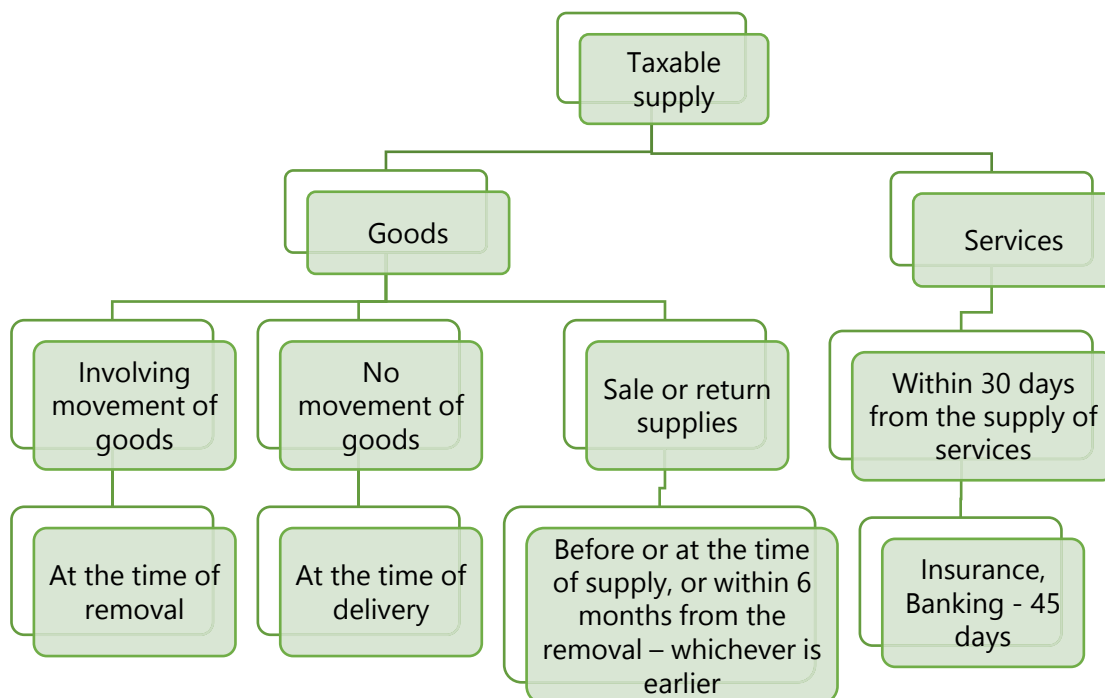 Taxable
supply
Goods
Services
Involving
movement of
goods
No
movement of
goods
Sale or return
supplies
Within 30 days
from the supply of
services
At the time of
removal
At the time of
delivery
Before or at the time
of supply, or within 6
months from the
removal – whichever is
earlier
Insurance,
Banking - 45
days